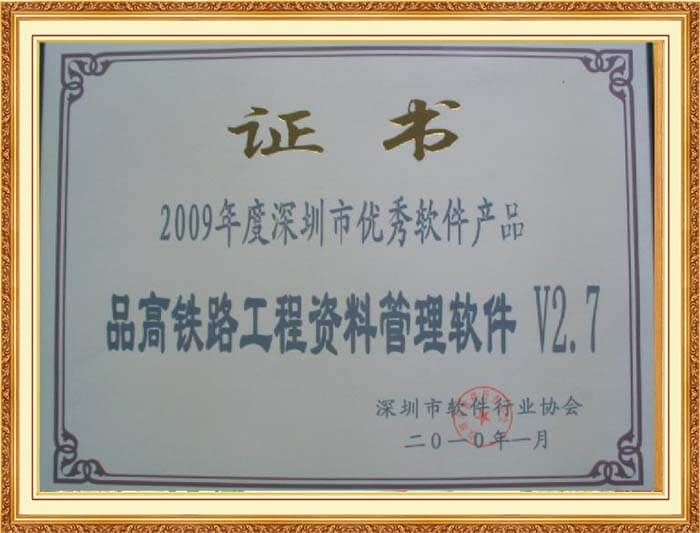 证书
2009年度深圳市优秀软件产品
品高铁路工程资料管理软件 V2.7
深圳市软件行业协会
二〇一〇年一月